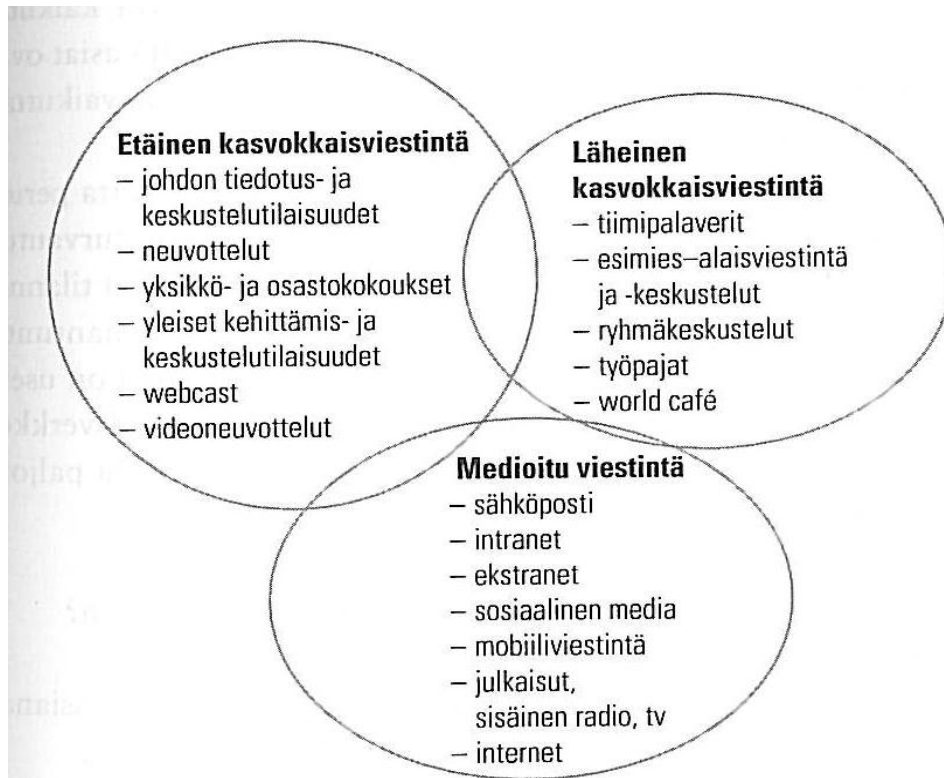 Etäinen kasvokkaisviestintä
– johdon tiedotus- ja
keskustelutilaisuudet
– neuvottelut
– yksikkö- ja osastokokoukset
– yleiset kehittämis- ja
keskustelutilaisuudet
– webcast
– videoneuvottelut
Läheinen
kasvokkaisviestintä
– tiimipalaverit
– esimies–alaisviestintä
ja -keskustelut
– ryhmäkeskustelut
– työpajat
– world café
Medioitu viestintä
– sähköposti
– intranet
– ekstranet
– sosiaalinen media
– mobiiliviestintä
– julkaisut,
sisäinen radio, tv
– internet